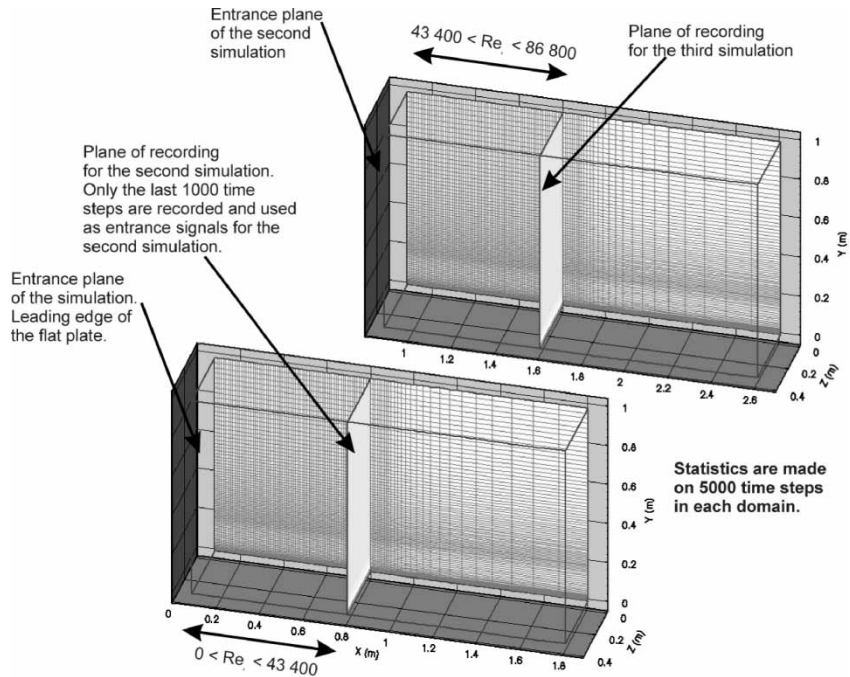 Entrance plane
of the second
simulation
43 400 < Re, < 86 800
Plane of recording
for the third simulation
Plane of recording
for the second simulation.
Only the last 1000 time
steps are recorded and used
as entrance signals for the
second simulation.
Entrance plane
of the simulation.
Leading edge of
the flat plate.
1
0.8
0.6
0.4
0.2
0
Y (m)
0
0.2
0.4
Z (m)
1
1.2
1.4
1.6
1.8
2
2.2
2.4
2.6
Statistics are made
on 5000 time steps
in each domain.
1
0.8
0.6
0.4
0.2
0
Y (m)
0
0.2
0.4
Z (m)
0
0.2
0.4
0.6
0.8
1
1.2
1.4
1.6
1.8
X (m)
0 < Re, < 43 400